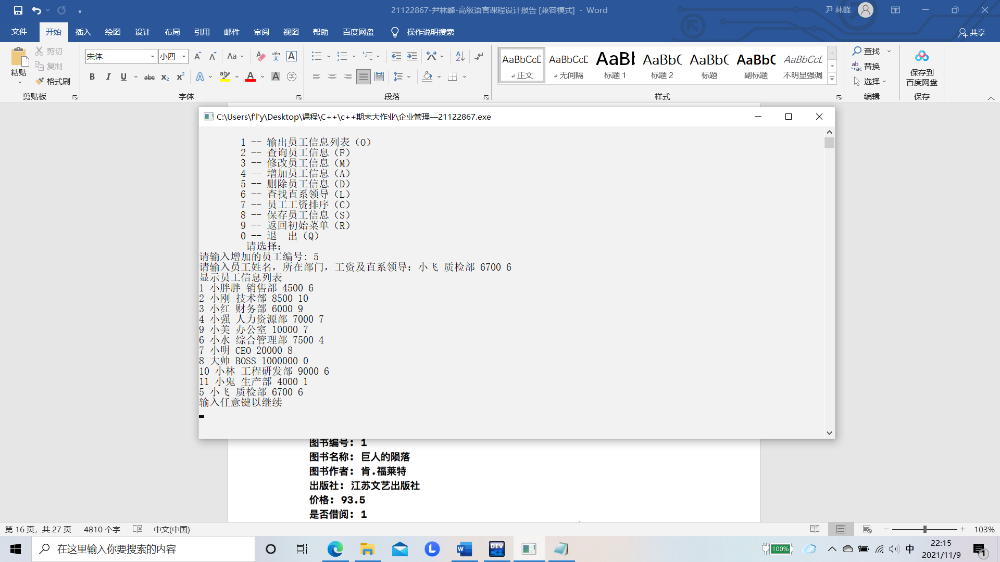 21122867-尹林峰-高级语言课程设计报告 [兼容模式] - Word
尹 林峰
文件 开始 插入 绘图 设计 布局 引用 邮件 审阅 视图 帮助 百度网盘 操作说明搜索 共享
粘贴 剪切 复制 格式刷
剪贴板
宋体 小四
字体
段落
AaBbCcD AaBbCcD AaBl AaBbC AaBbC AaBbC AaBbCcD
正文 无间隔 标题 1 标题 2 标题 副标题 不明显强调
样式
查找
替换
选择
编辑
保存到
百度网盘
保存
C:\Users\f'l'y\Desktop\课程\C++\c++期末大作业\企业管理—21122867.exe
1 -- 输出员工信息列表（O）
2 -- 查询员工信息（F）
3 -- 修改员工信息（M）
4 -- 增加员工信息（A）
5 -- 删除员工信息（D）
6 -- 查找直系领导（L）
7 -- 员工工资排序（C）
8 -- 保存员工信息（S）
9 -- 返回初始菜单（R）
0 -- 退 出（Q）
请选择:
请输入增加的员工编号: 5
请输入员工姓名，所在部门，工资及直系领导: 小飞 质检部 6700 6
显示员工信息列表
1 小胖胖 销售部 4500 6
2 小刚 技术部 8500 10
3 小红 财务部 6000 9
4 小强 人力资源部 7000 7
9 小美 办公室 10000 7
6 小水 综合管理部 7500 4
7 小明 CEO 20000 8
8 大帅 BOSS 1000000 0
10 小林 工程研发部 9000 6
11 小鬼 生产部 4000 1
5 小飞 质检部 6700 6
输入任意键以继续
图书编号: 1
图书名称: 巨人的陨落
图书作者: 肯.福莱特
出版社: 江苏文艺出版社
价格: 93.5
是否借阅: 1
第 16 页，共 27 页 4810 个字 中文(中国) 103%
在这里输入你要搜索的内容
100%
中
22:15
2021/11/9
1